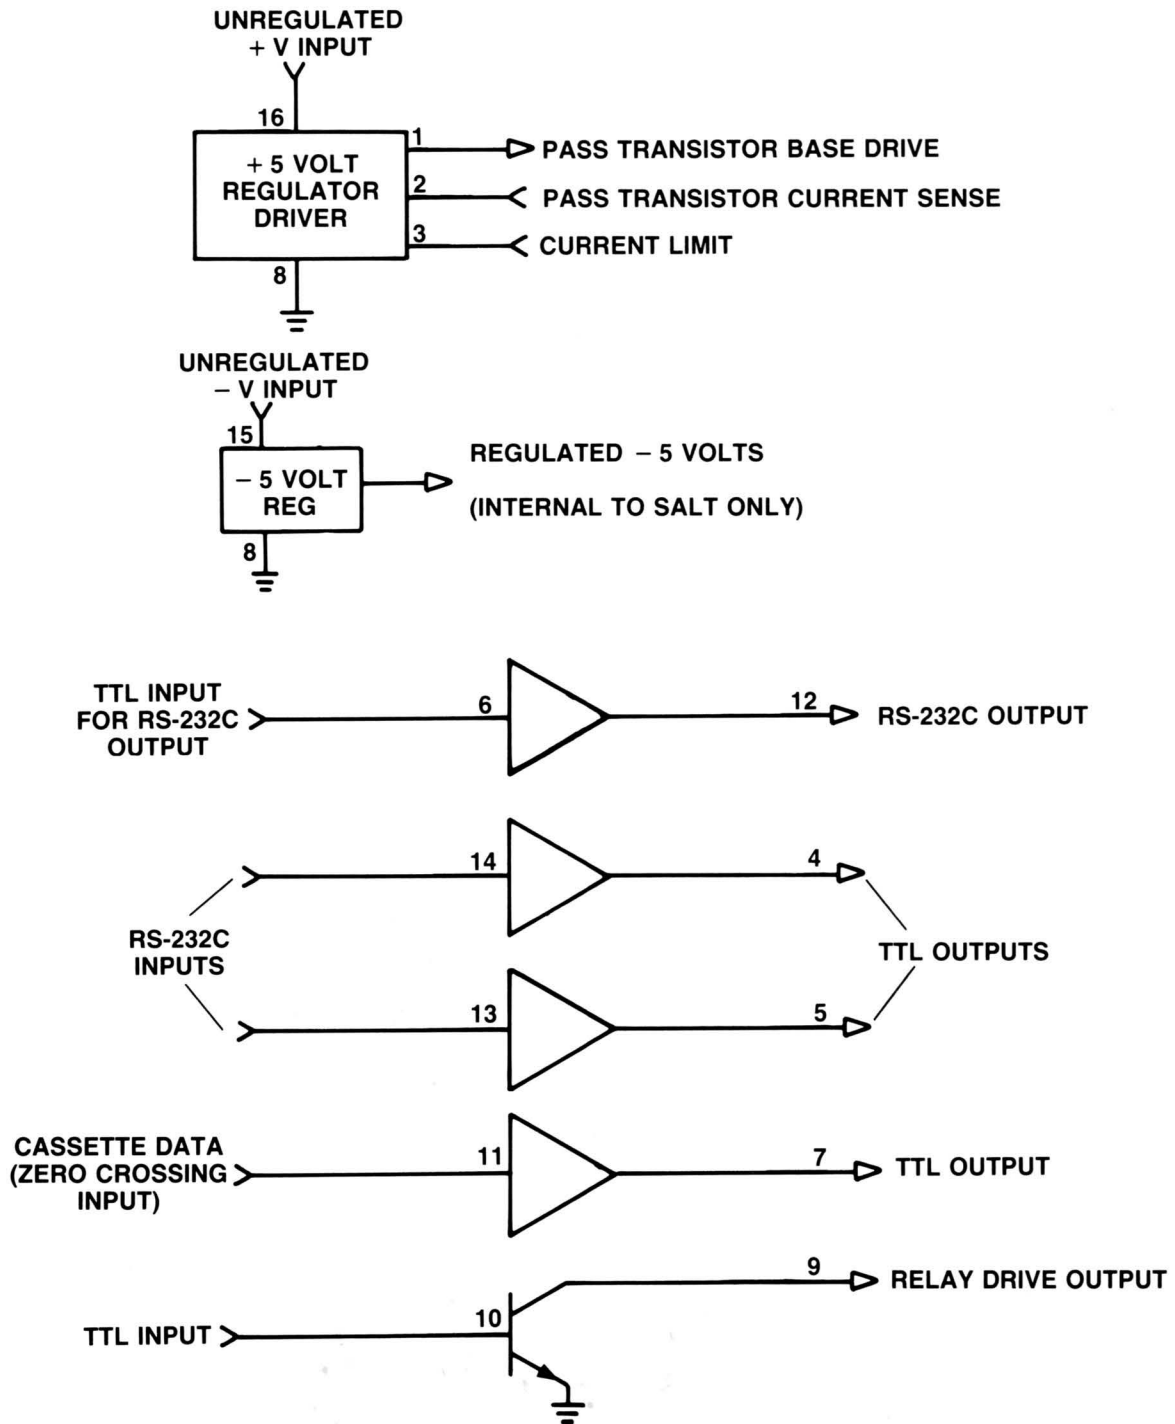 UNREGULATED
+ V INPUT
16
+ 5 VOLT
REGULATOR
DRIVER
1
PASS TRANSISTOR BASE DRIVE
2
PASS TRANSISTOR CURRENT SENSE
3
CURRENT LIMIT
8
UNREGULATED
– V INPUT
15
– 5 VOLT
REG
REGULATED – 5 VOLTS
(INTERNAL TO SALT ONLY)
8
TTL INPUT
FOR RS-232C
OUTPUT
6
12
RS-232C OUTPUT
14
4
RS-232C
INPUTS
TTL OUTPUTS
13
5
CASSETTE DATA
(ZERO CROSSING
INPUT)
11
7
TTL OUTPUT
9
RELAY DRIVE OUTPUT
TTL INPUT
10